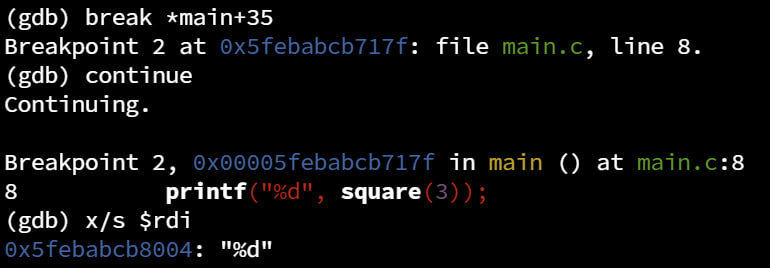 (gdb) break *main+35
Breakpoint 2 at 0x5febabcb717f: file main.c, line 8.
(gdb) continue
Continuing.
Breakpoint 2, 0x00005febabcb717f in main () at main.c:8
8 printf("%d", square(3));
(gdb) x/s $rdi
0x5febabcb8004: "%d"